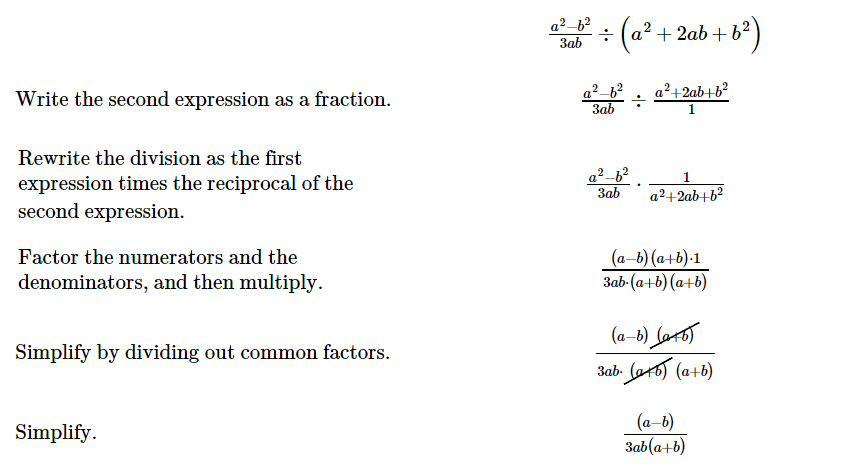 $\frac{a^2-b^2}{3ab} \div \left(a^2+2ab+b^2\right)$
Write the second expression as a fraction. $\frac{a^2-b^2}{3ab} \div \frac{a^2+2ab+b^2}{1}$
Rewrite the division as the first
expression times the reciprocal of the $\frac{a^2-b^2}{3ab} \cdot \frac{1}{a^2+2ab+b^2}$
second expression.
Factor the numerators and the
denominators, and then multiply. $\frac{(a-b)(a+b)\cdot 1}{3ab\cdot(a+b)(a+b)}$
Simplify by dividing out common factors. $\frac{(a-b)\cancel{(a+b)}}{3ab\cdot\cancel{(a+b)}(a+b)}$
Simplify. $\frac{(a-b)}{3ab(a+b)}$